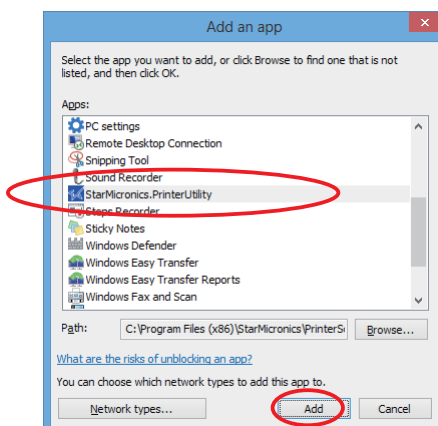 Add an app
Select the app you want to add, or click Browse to find one that is not
listed, and then click OK.
Apps:
PC settings
Remote Desktop Connection
Snipping Tool
Sound Recorder
StarMicronics.PrinterUtility
Steps Recorder
Sticky Notes
Windows Defender
Windows Easy Transfer
Windows Easy Transfer Reports
Windows Fax and Scan
Path: C:\Program Files (x86)\StarMicronics\PrinterS Browse...
What are the risks of unblocking an app?
You can choose which network types to add this app to.
Network types... Add Cancel